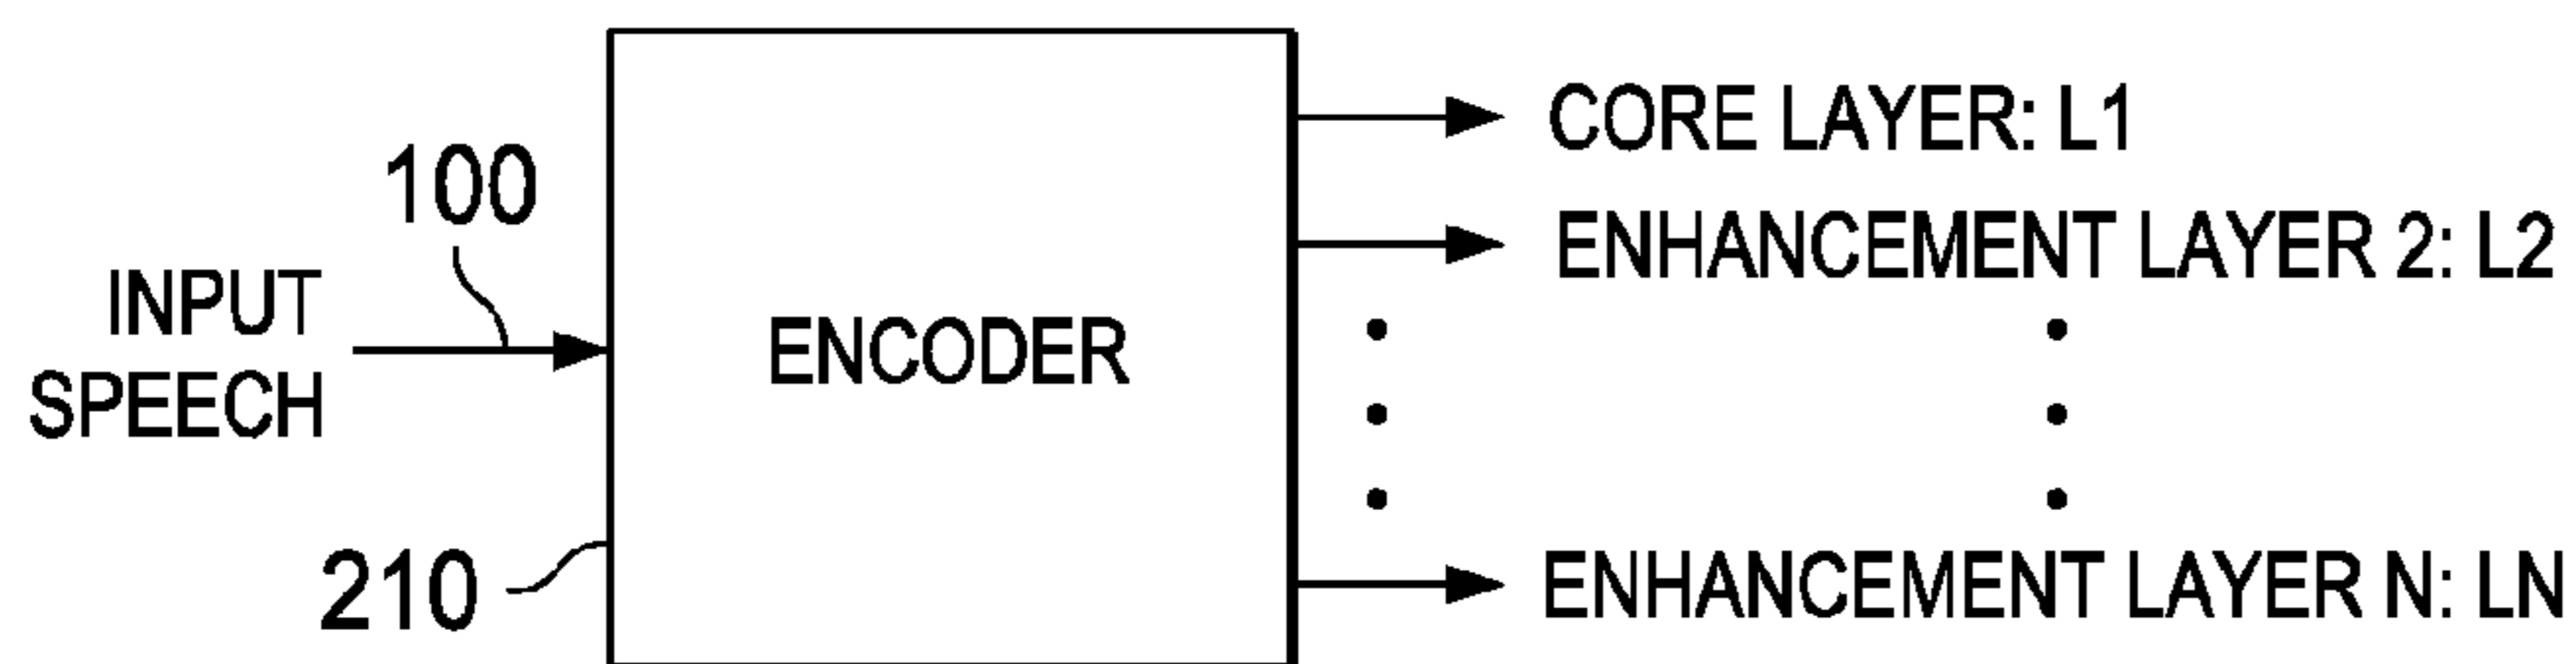 CORE LAYER: L1
100
ENHANCEMENT LAYER 2: L2
INPUT
SPEECH
ENCODER
210
ENHANCEMENT LAYER N: LN